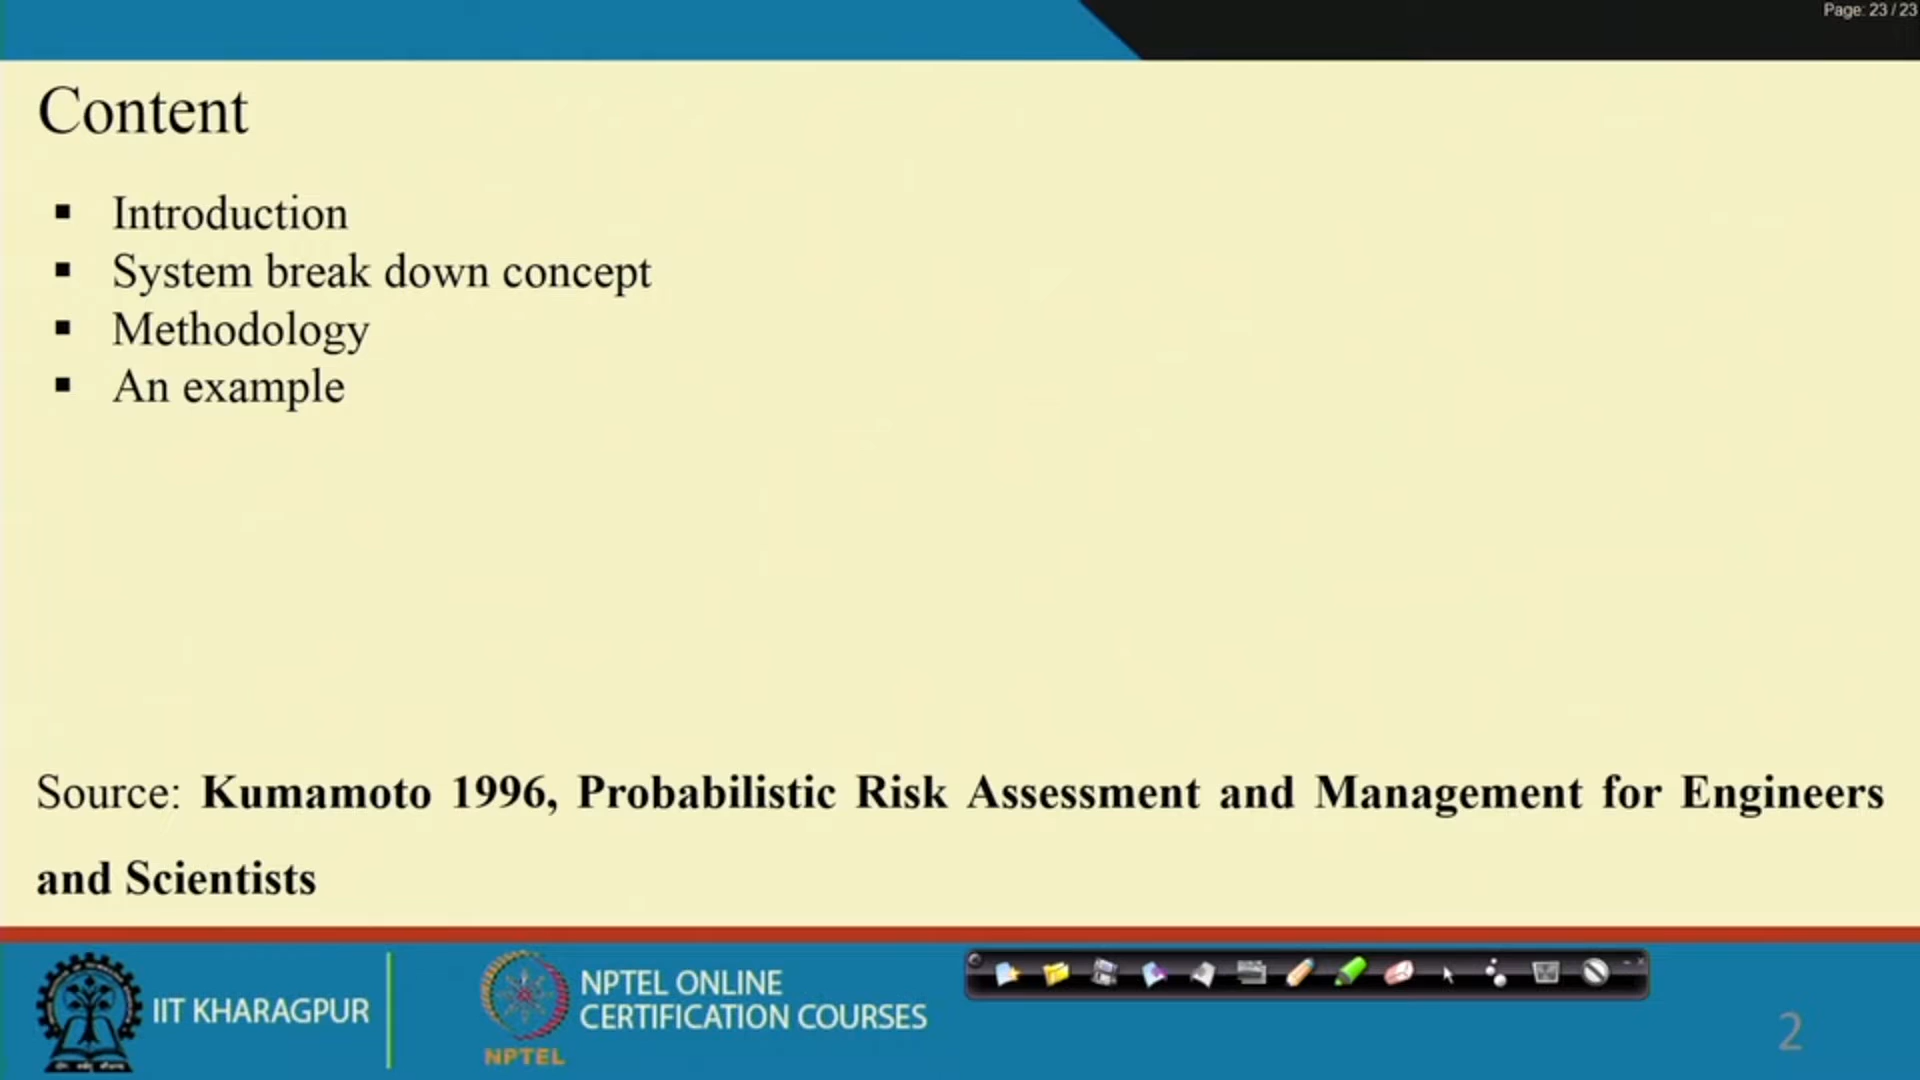 Page: 23 / 23
Content
▪ Introduction
▪ System break down concept
▪ Methodology
▪ An example
Source: Kumamoto 1996, Probabilistic Risk Assessment and Management for Engineers
and Scientists
IIT KHARAGPUR
NPTEL ONLINE
CERTIFICATION COURSES
NPTEL
2